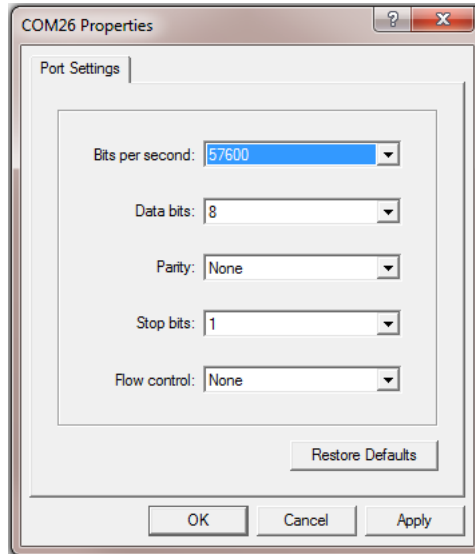 COM26 Properties
Port Settings
Bits per second: 57600
Data bits: 8
Parity: None
Stop bits: 1
Flow control: None
Restore Defaults
OK Cancel Apply